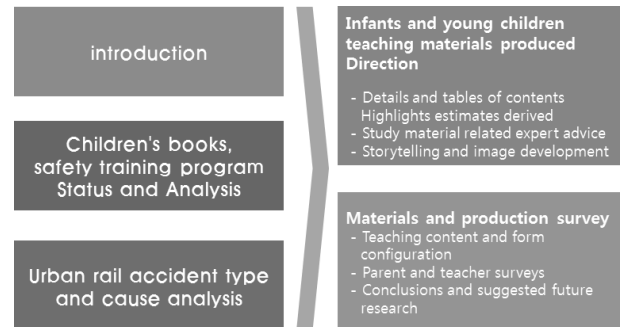 introduction
Children's books,
safety training program
Status and Analysis
Urban rail accident type
and cause analysis
Infants and young children
teaching materials produced
Direction
- Details and tables of contents
Highlights estimates derived
- Study material related expert advice
- Storytelling and image development
Materials and production survey
- Teaching content and form
configuration
- Parent and teacher surveys
- Conclusions and suggested future
research